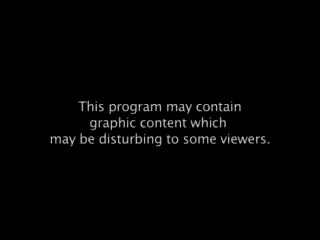 This program may contain
graphic content which
may be disturbing to some viewers.